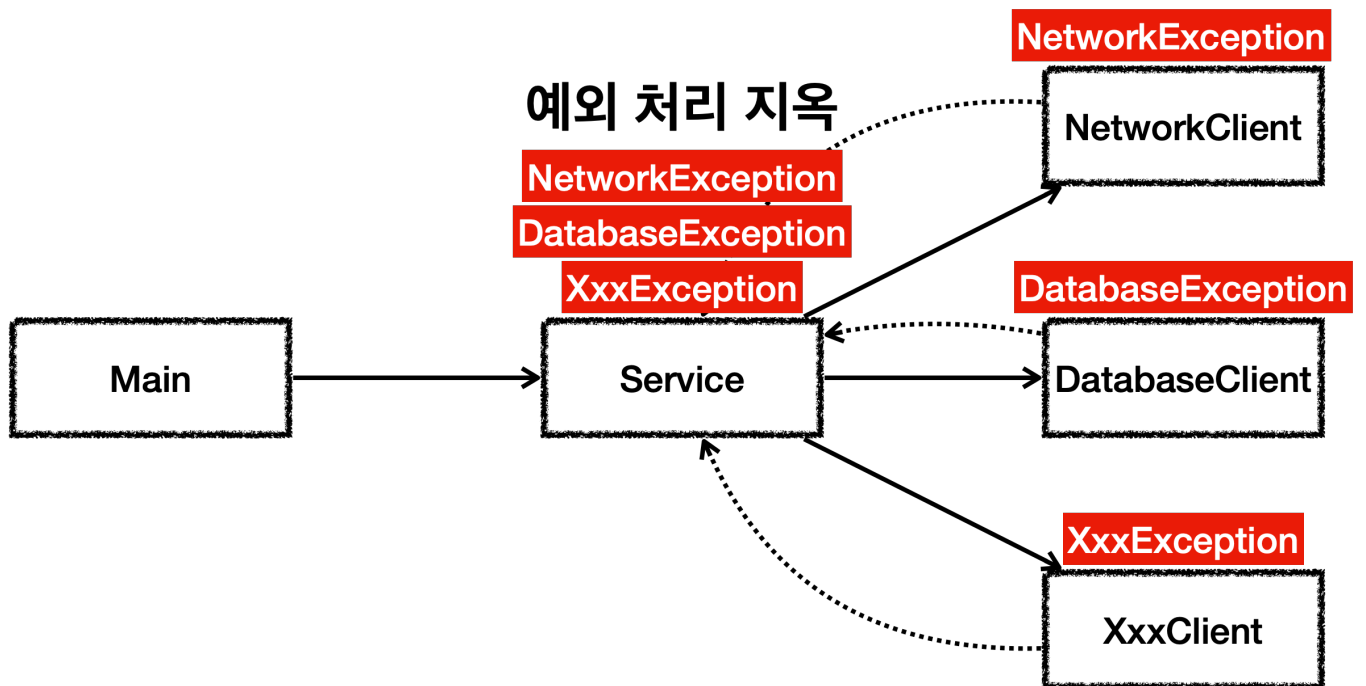 NetworkException
NetworkClient
예외 처리 지옥
NetworkException
DatabaseException
XxxException
DatabaseException
Main
Service
DatabaseClient
XxxException
XxxClient